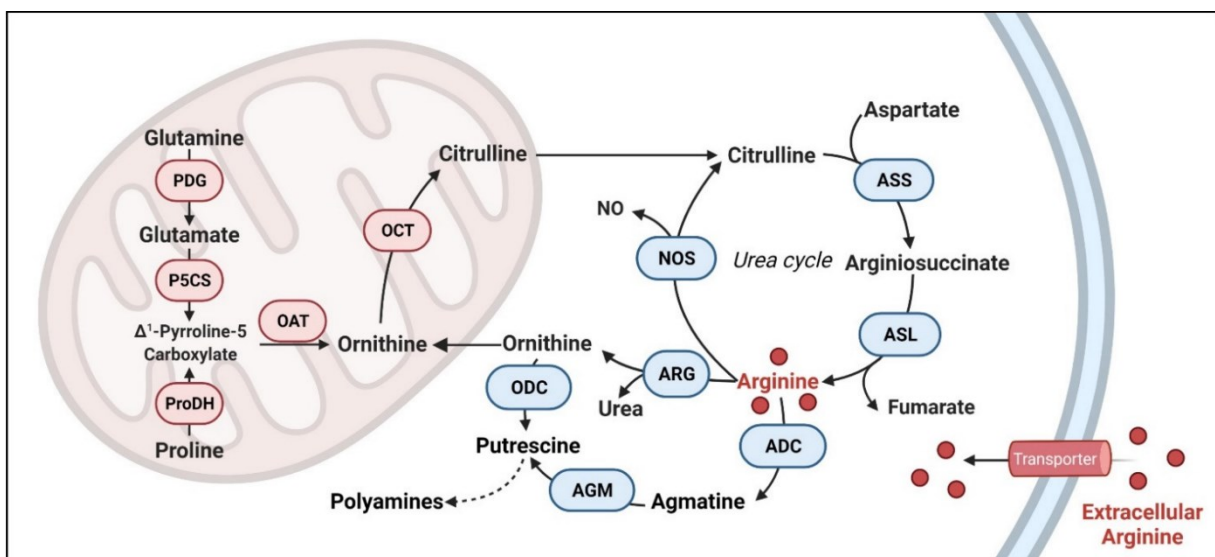 Glutamine
PDG
Glutamate
P5CS
Δ¹-Pyrroline-5
Carboxylate
ProDH
Proline
OAT
Ornithine
OCT
Citrulline
Citrulline
Aspartate
ASS
NO
NOS
Urea cycle
Arginiosuccinate
ASL
Ornithine
ODC
ARG
Urea
Arginine
Fumarate
Putrescine
ADC
Polyamines
AGM
Agmatine
Transporter
Extracellular
Arginine